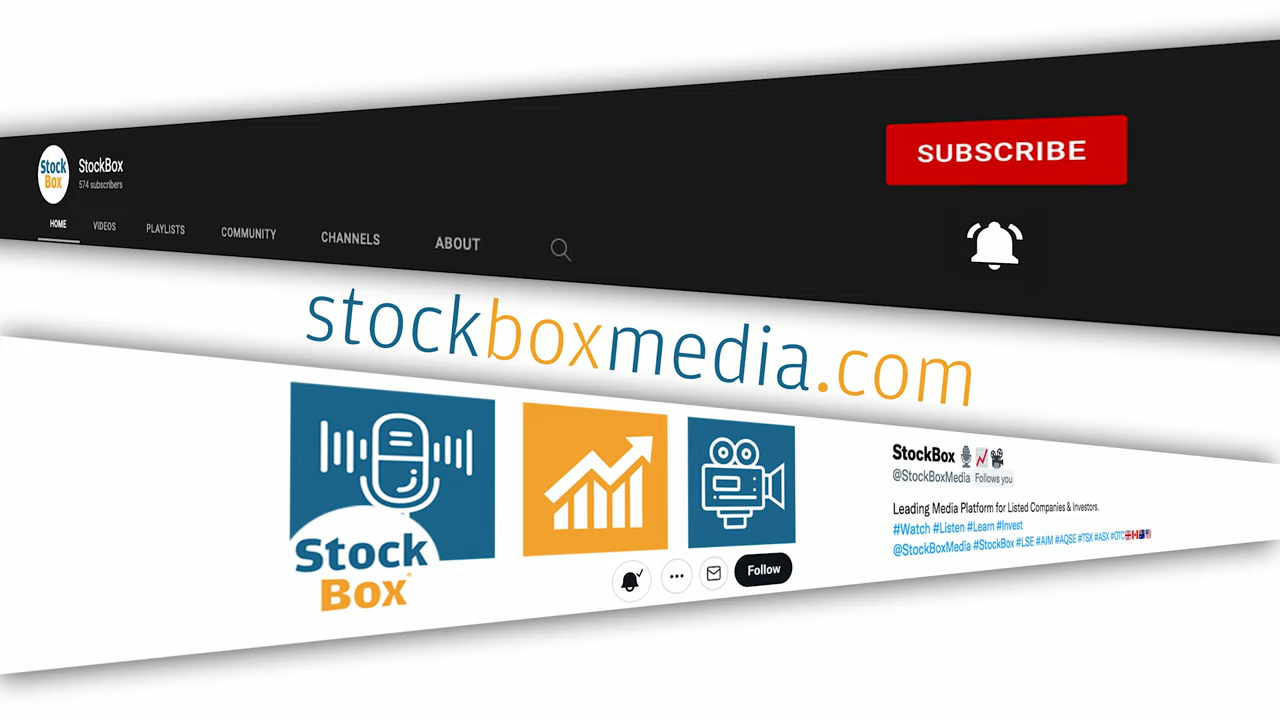 SUBSCRIBE
Stock
Box
StockBox
574 subscribers
HOME VIDEOS PLAYLISTS COMMUNITY CHANNELS ABOUT
stockboxmedia.com
Stock
Box
StockBox
@StockBoxMedia Follows you
Leading Media Platform for Listed Companies & Investors.
#Watch #Listen #Learn #Invest
@StockBoxMedia #StockBox #LSE #AIM #AQSE #TSX #ASX #OTC
Follow